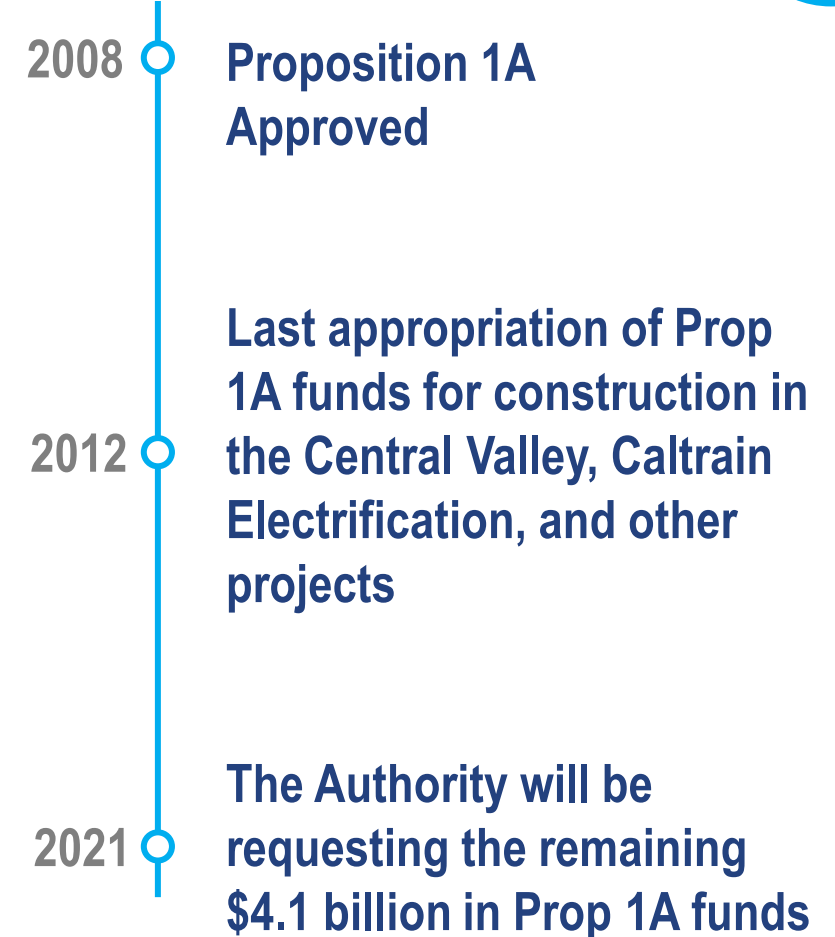 2008
Proposition 1A
Approved
2012
Last appropriation of Prop
1A funds for construction in
the Central Valley, Caltrain
Electrification, and other
projects
2021
The Authority will be
requesting the remaining
$4.1 billion in Prop 1A funds